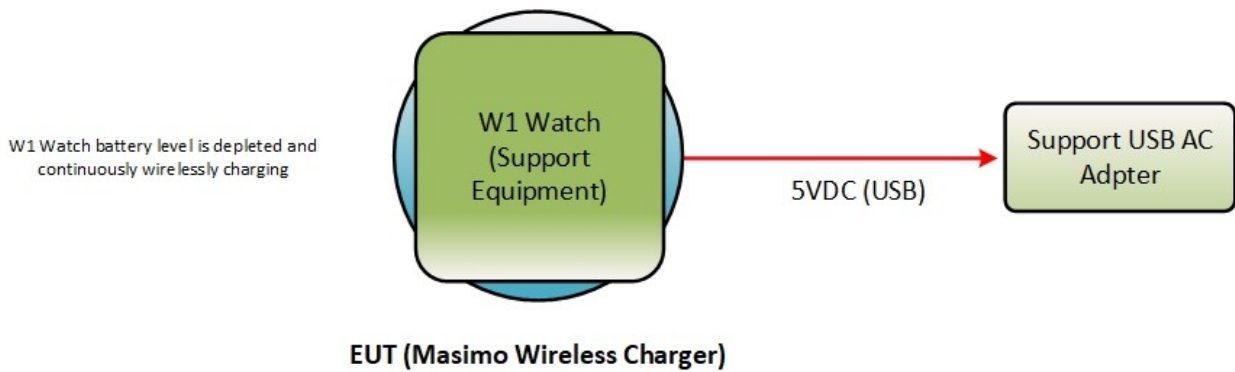 W1 Watch battery level is depleted and
continuously wirelessly charging
W1 Watch
(Support
Equipment)
5VDC (USB)
Support USB AC
Adpter
EUT (Masimo Wireless Charger)